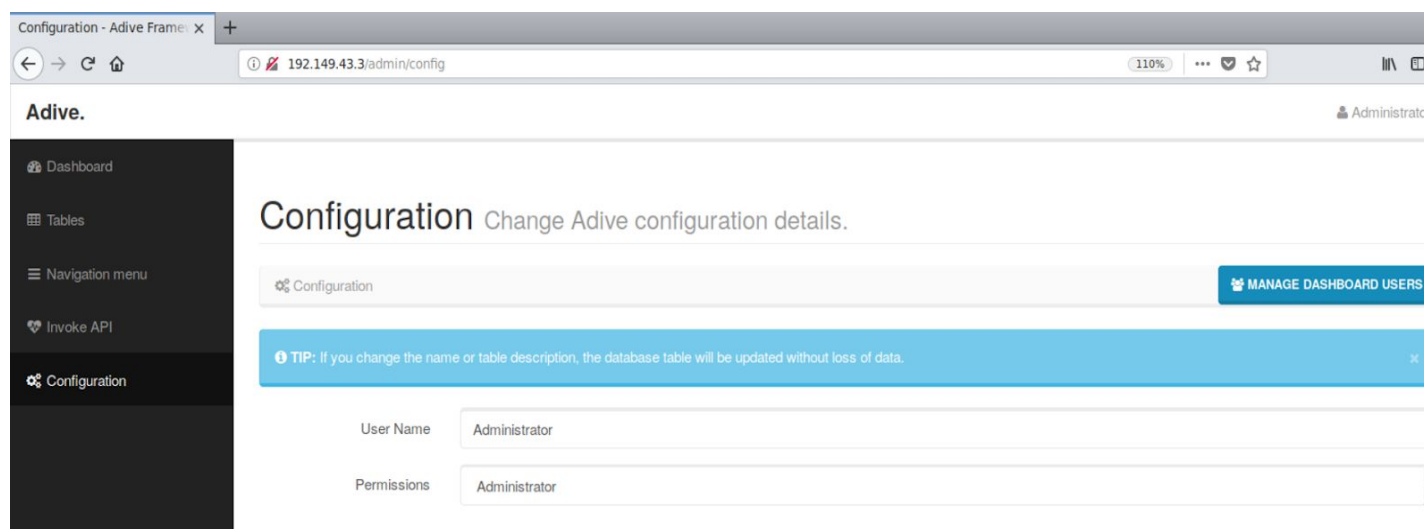 Configuration - Adive Frame
192.149.43.3/admin/config
110%
Adive.
Dashboard
Tables
Navigation menu
Invoke API
Configuration
Configuration Change Adive configuration details.
Configuration
MANAGE DASHBOARD USERS
TIP: If you change the name or table description, the database table will be updated without loss of data.
User Name
Administrator
Permissions
Administrator